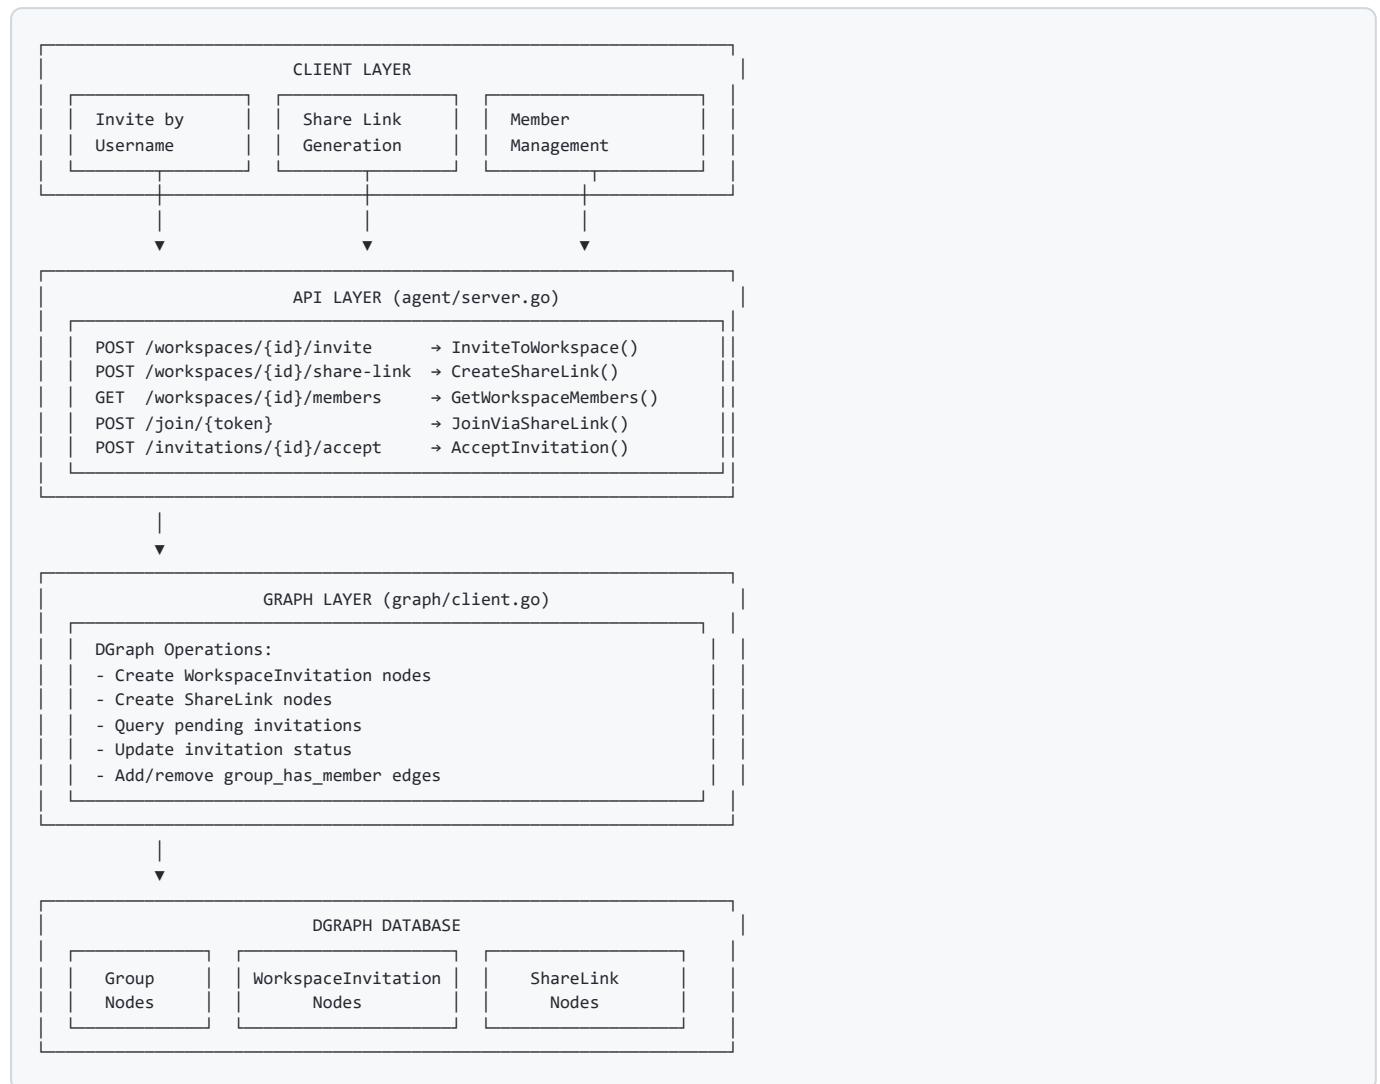 CLIENT LAYER
Invite by Share Link Member
Username Generation Management
API LAYER (agent/server.go)
POST /workspaces/{id}/invite → InviteToWorkspace()
POST /workspaces/{id}/share-link → CreateShareLink()
GET /workspaces/{id}/members → GetWorkspaceMembers()
POST /join/{token} → JoinViaShareLink()
POST /invitations/{id}/accept → AcceptInvitation()
GRAPH LAYER (graph/client.go)
DGraph Operations:
- Create WorkspaceInvitation nodes
- Create ShareLink nodes
- Query pending invitations
- Update invitation status
- Add/remove group_has_member edges
DGRAPH DATABASE
Group WorkspaceInvitation ShareLink
Nodes Nodes Nodes